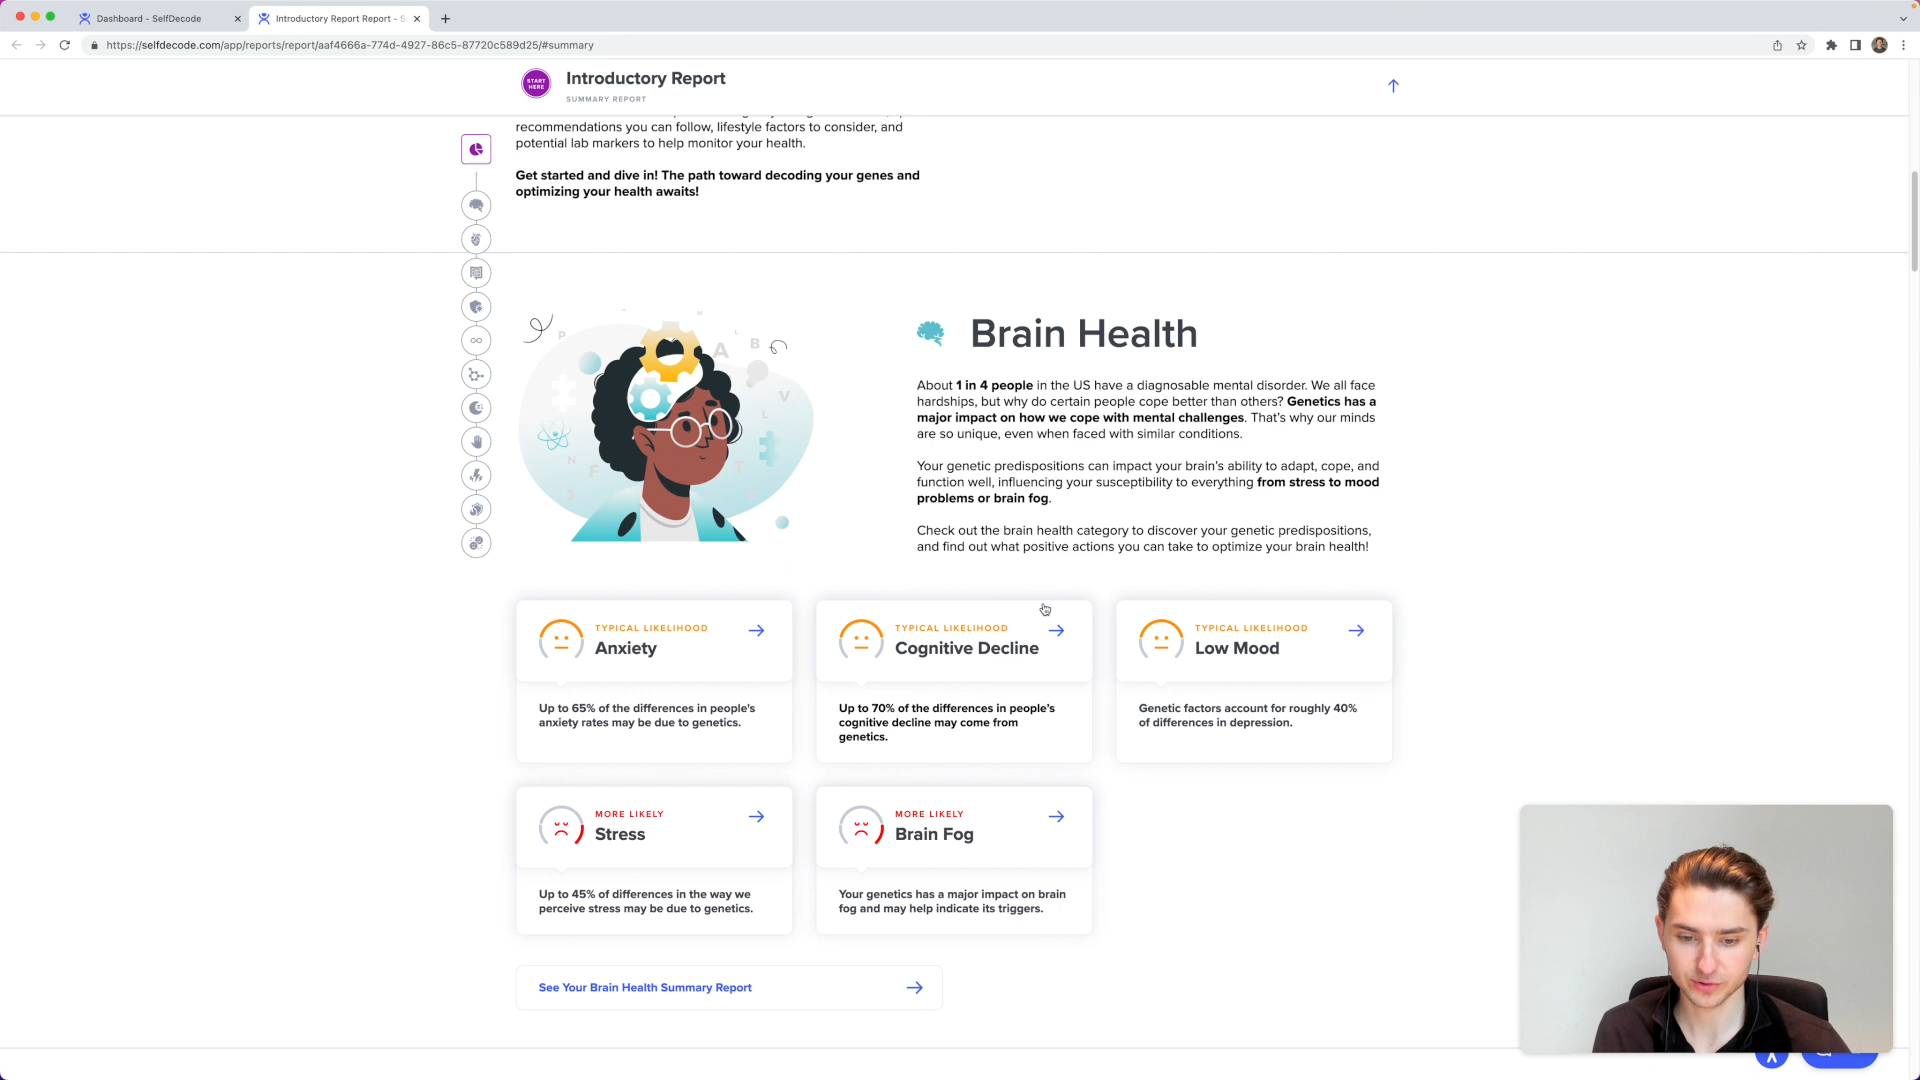 Dashboard - SelfDecode
Introductory Report Report - S
https://selfdecode.com/app/reports/report/aaf4666a-774d-4927-86c5-87720c589d25/#summary
START
HERE
Introductory Report
SUMMARY REPORT
recommendations you can follow, lifestyle factors to consider, and
potential lab markers to help monitor your health.
Get started and dive in! The path toward decoding your genes and
optimizing your health awaits!
Brain Health
About 1 in 4 people in the US have a diagnosable mental disorder. We all face
hardships, but why do certain people cope better than others? Genetics has a
major impact on how we cope with mental challenges. That's why our minds
are so unique, even when faced with similar conditions.
Your genetic predispositions can impact your brain's ability to adapt, cope, and
function well, influencing your susceptibility to everything from stress to mood
problems or brain fog.
Check out the brain health category to discover your genetic predispositions,
and find out what positive actions you can take to optimize your brain health!
TYPICAL LIKELIHOOD
Anxiety
Up to 65% of the differences in people's
anxiety rates may be due to genetics.
TYPICAL LIKELIHOOD
Cognitive Decline
Up to 70% of the differences in people's
cognitive decline may come from
genetics.
TYPICAL LIKELIHOOD
Low Mood
Genetic factors account for roughly 40%
of differences in depression.
MORE LIKELY
Stress
Up to 45% of differences in the way we
perceive stress may be due to genetics.
MORE LIKELY
Brain Fog
Your genetics has a major impact on brain
fog and may help indicate its triggers.
See Your Brain Health Summary Report